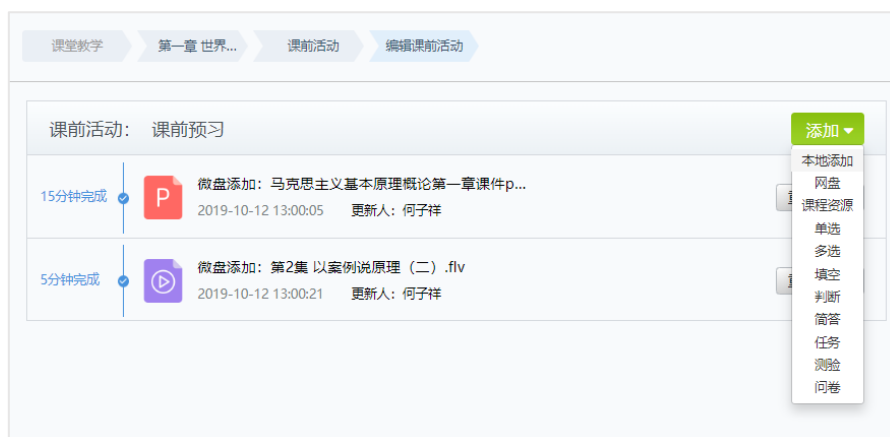 课堂教学 第一章 世界... 课前活动 编辑课前活动
课前活动： 课前预习 添加
15分钟完成 P 微盘添加：马克思主义基本原理概论第一章课件p...
2019-10-12 13:00:05 更新人：何子祥
5分钟完成 微盘添加：第2集 以案例说原理（二）.flv
2019-10-12 13:00:21 更新人：何子祥
本地添加
网盘
课程资源
单选
多选
填空
判断
简答
任务
测验
问卷